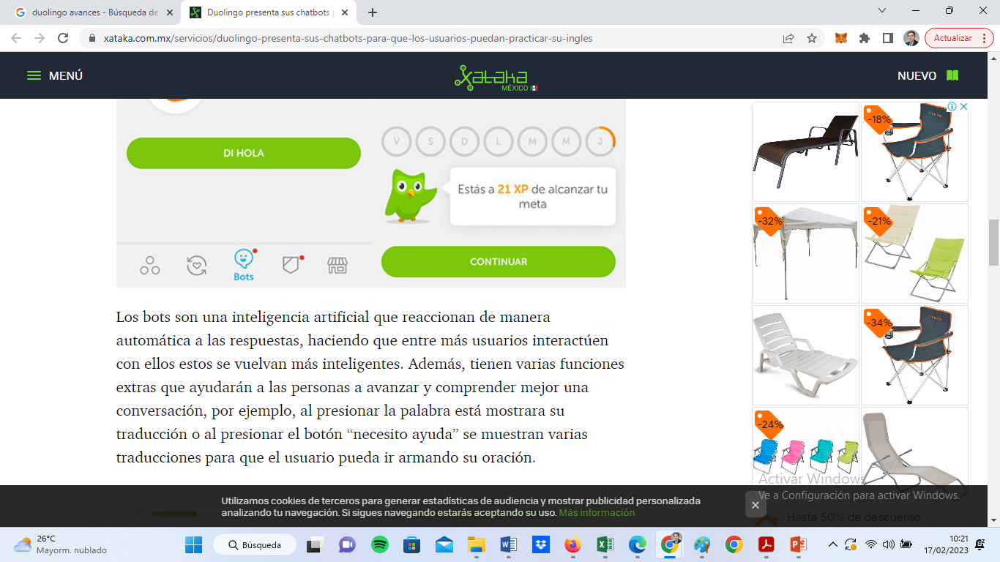 duolingo avances - Búsqueda de
Duolingo presenta sus chatbots p
xataka.com.mx/servicios/duolingo-presenta-sus-chatbots-para-que-los-usuarios-puedan-practicar-su-ingles
Actualizar
MENÚ
xataka
MÉXICO
NUEVO
DI HOLA
V S D L M M J
Estás a 21 XP de alcanzar tu
meta
Bots
CONTINUAR
Los bots son una inteligencia artificial que reaccionan de manera
automática a las respuestas, haciendo que entre más usuarios interactúen
con ellos estos se vuelvan más inteligentes. Además, tienen varias funciones
extras que ayudarán a las personas a avanzar y comprender mejor una
conversación, por ejemplo, al presionar la palabra está mostrara su
traducción o al presionar el botón “necesito ayuda” se muestran varias
traducciones para que el usuario pueda ir armando su oración.
-18%
-32%
-21%
-34%
-24%
Activar Windows
Ve a Configuración para activar Windows.
Hasta 50% de descuento
Utilizamos cookies de terceros para generar estadísticas de audiencia y mostrar publicidad personalizada
analizando tu navegación. Si sigues navegando estarás aceptando su uso. Más información
26°C
Mayorm. nublado
Búsqueda
10:21
17/02/2023